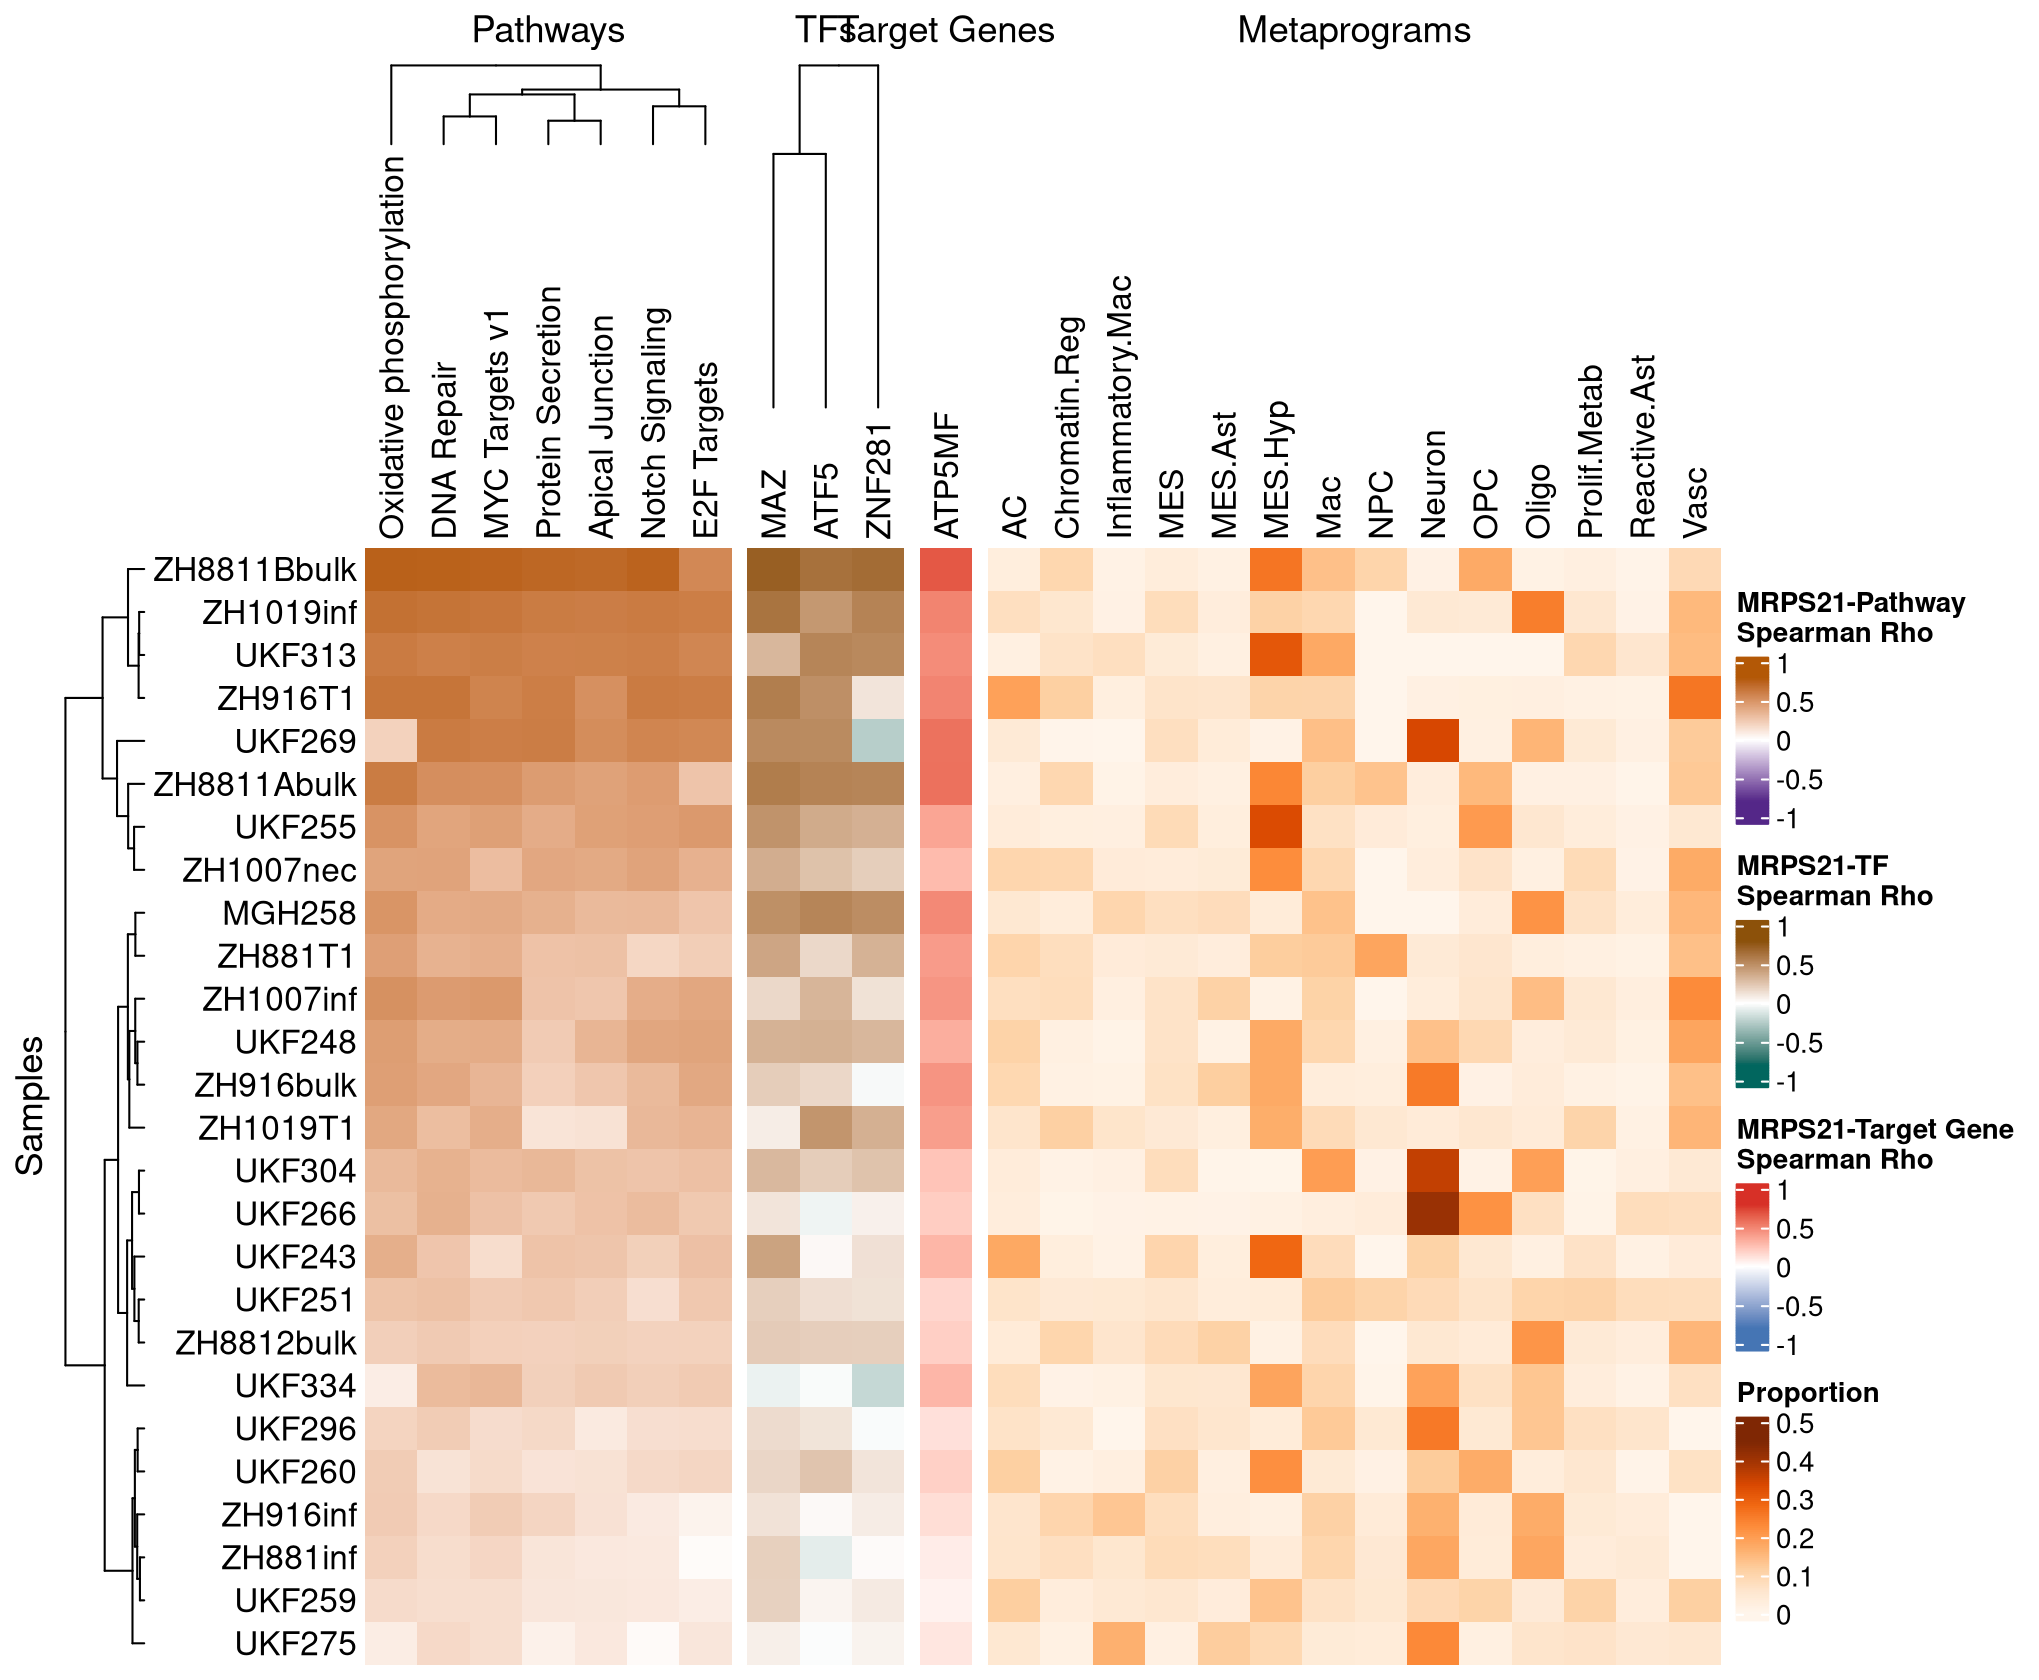 Pathways
TFs
Target Genes
Metaprograms
Oxidative phosphorylation
DNA Repair
MYC Targets v1
Protein Secretion
Apical Junction
Notch Signaling
E2F Targets
MAZ
ATF5
ZNF281
ATP5MF
AC
Chromatin.Reg
Inflammatory.Mac
MES
MES.Ast
MES.Hyp
Mac
NPC
Neuron
OPC
Oligo
Prolif.Metab
Reactive.Ast
Vasc
Samples
ZH8811Bbulk
ZH1019inf
UKF313
ZH916T1
UKF269
ZH8811Abulk
UKF255
ZH1007nec
MGH258
ZH881T1
ZH1007inf
UKF248
ZH916bulk
ZH1019T1
UKF304
UKF266
UKF243
UKF251
ZH8812bulk
UKF334
UKF296
UKF260
ZH916inf
ZH881inf
UKF259
UKF275
MRPS21-Pathway
Spearman Rho
1
0.5
0
-0.5
-1
MRPS21-TF
Spearman Rho
1
0.5
0
-0.5
-1
MRPS21-Target Gene
Spearman Rho
1
0.5
0
-0.5
-1
Proportion
0.5
0.4
0.3
0.2
0.1
0